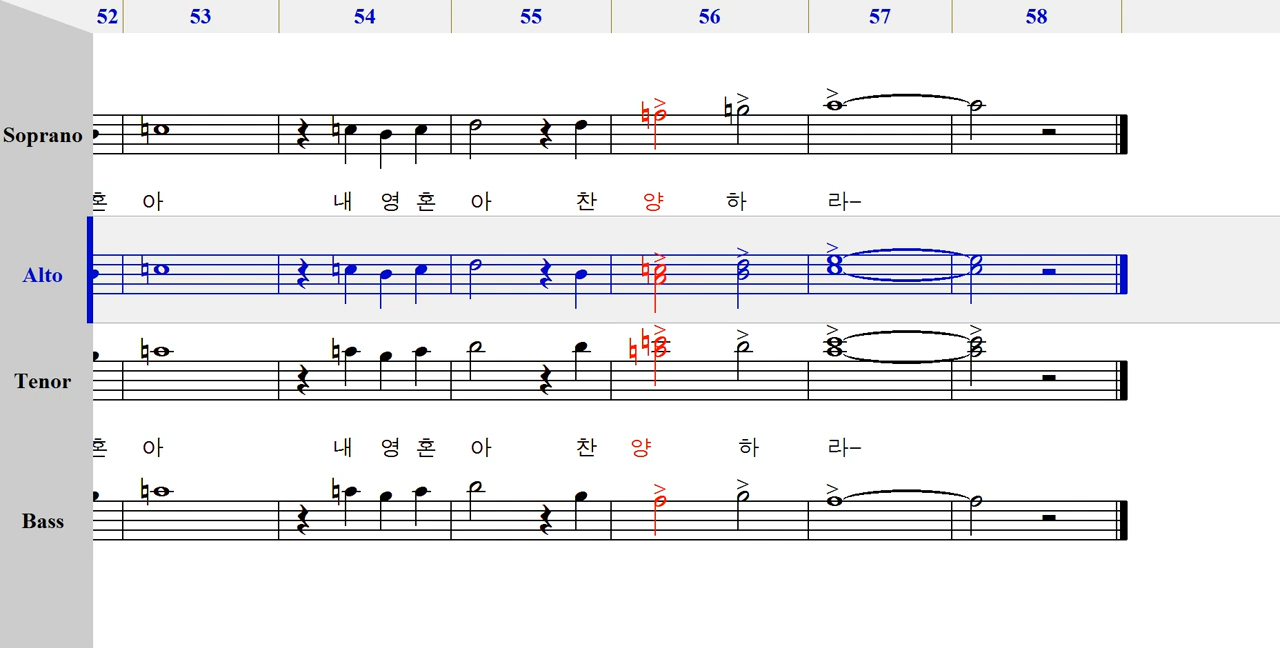 52 53 54 55 56 57 58
Soprano
혼 아 내 영 혼 아 찬 양 하 라–
Alto
Tenor
혼 아 내 영 혼 아 찬 양 하 라–
Bass